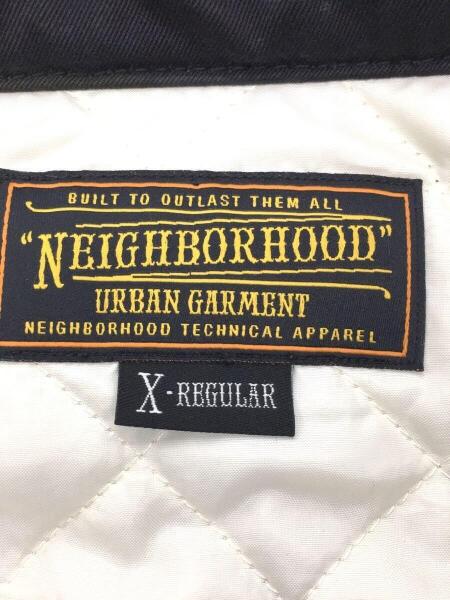 BUILT TO OUTLAST THEM ALL
"NEIGHBORHOOD"
URBAN GARMENT
NEIGHBORHOOD TECHNICAL APPAREL
X-REGULAR